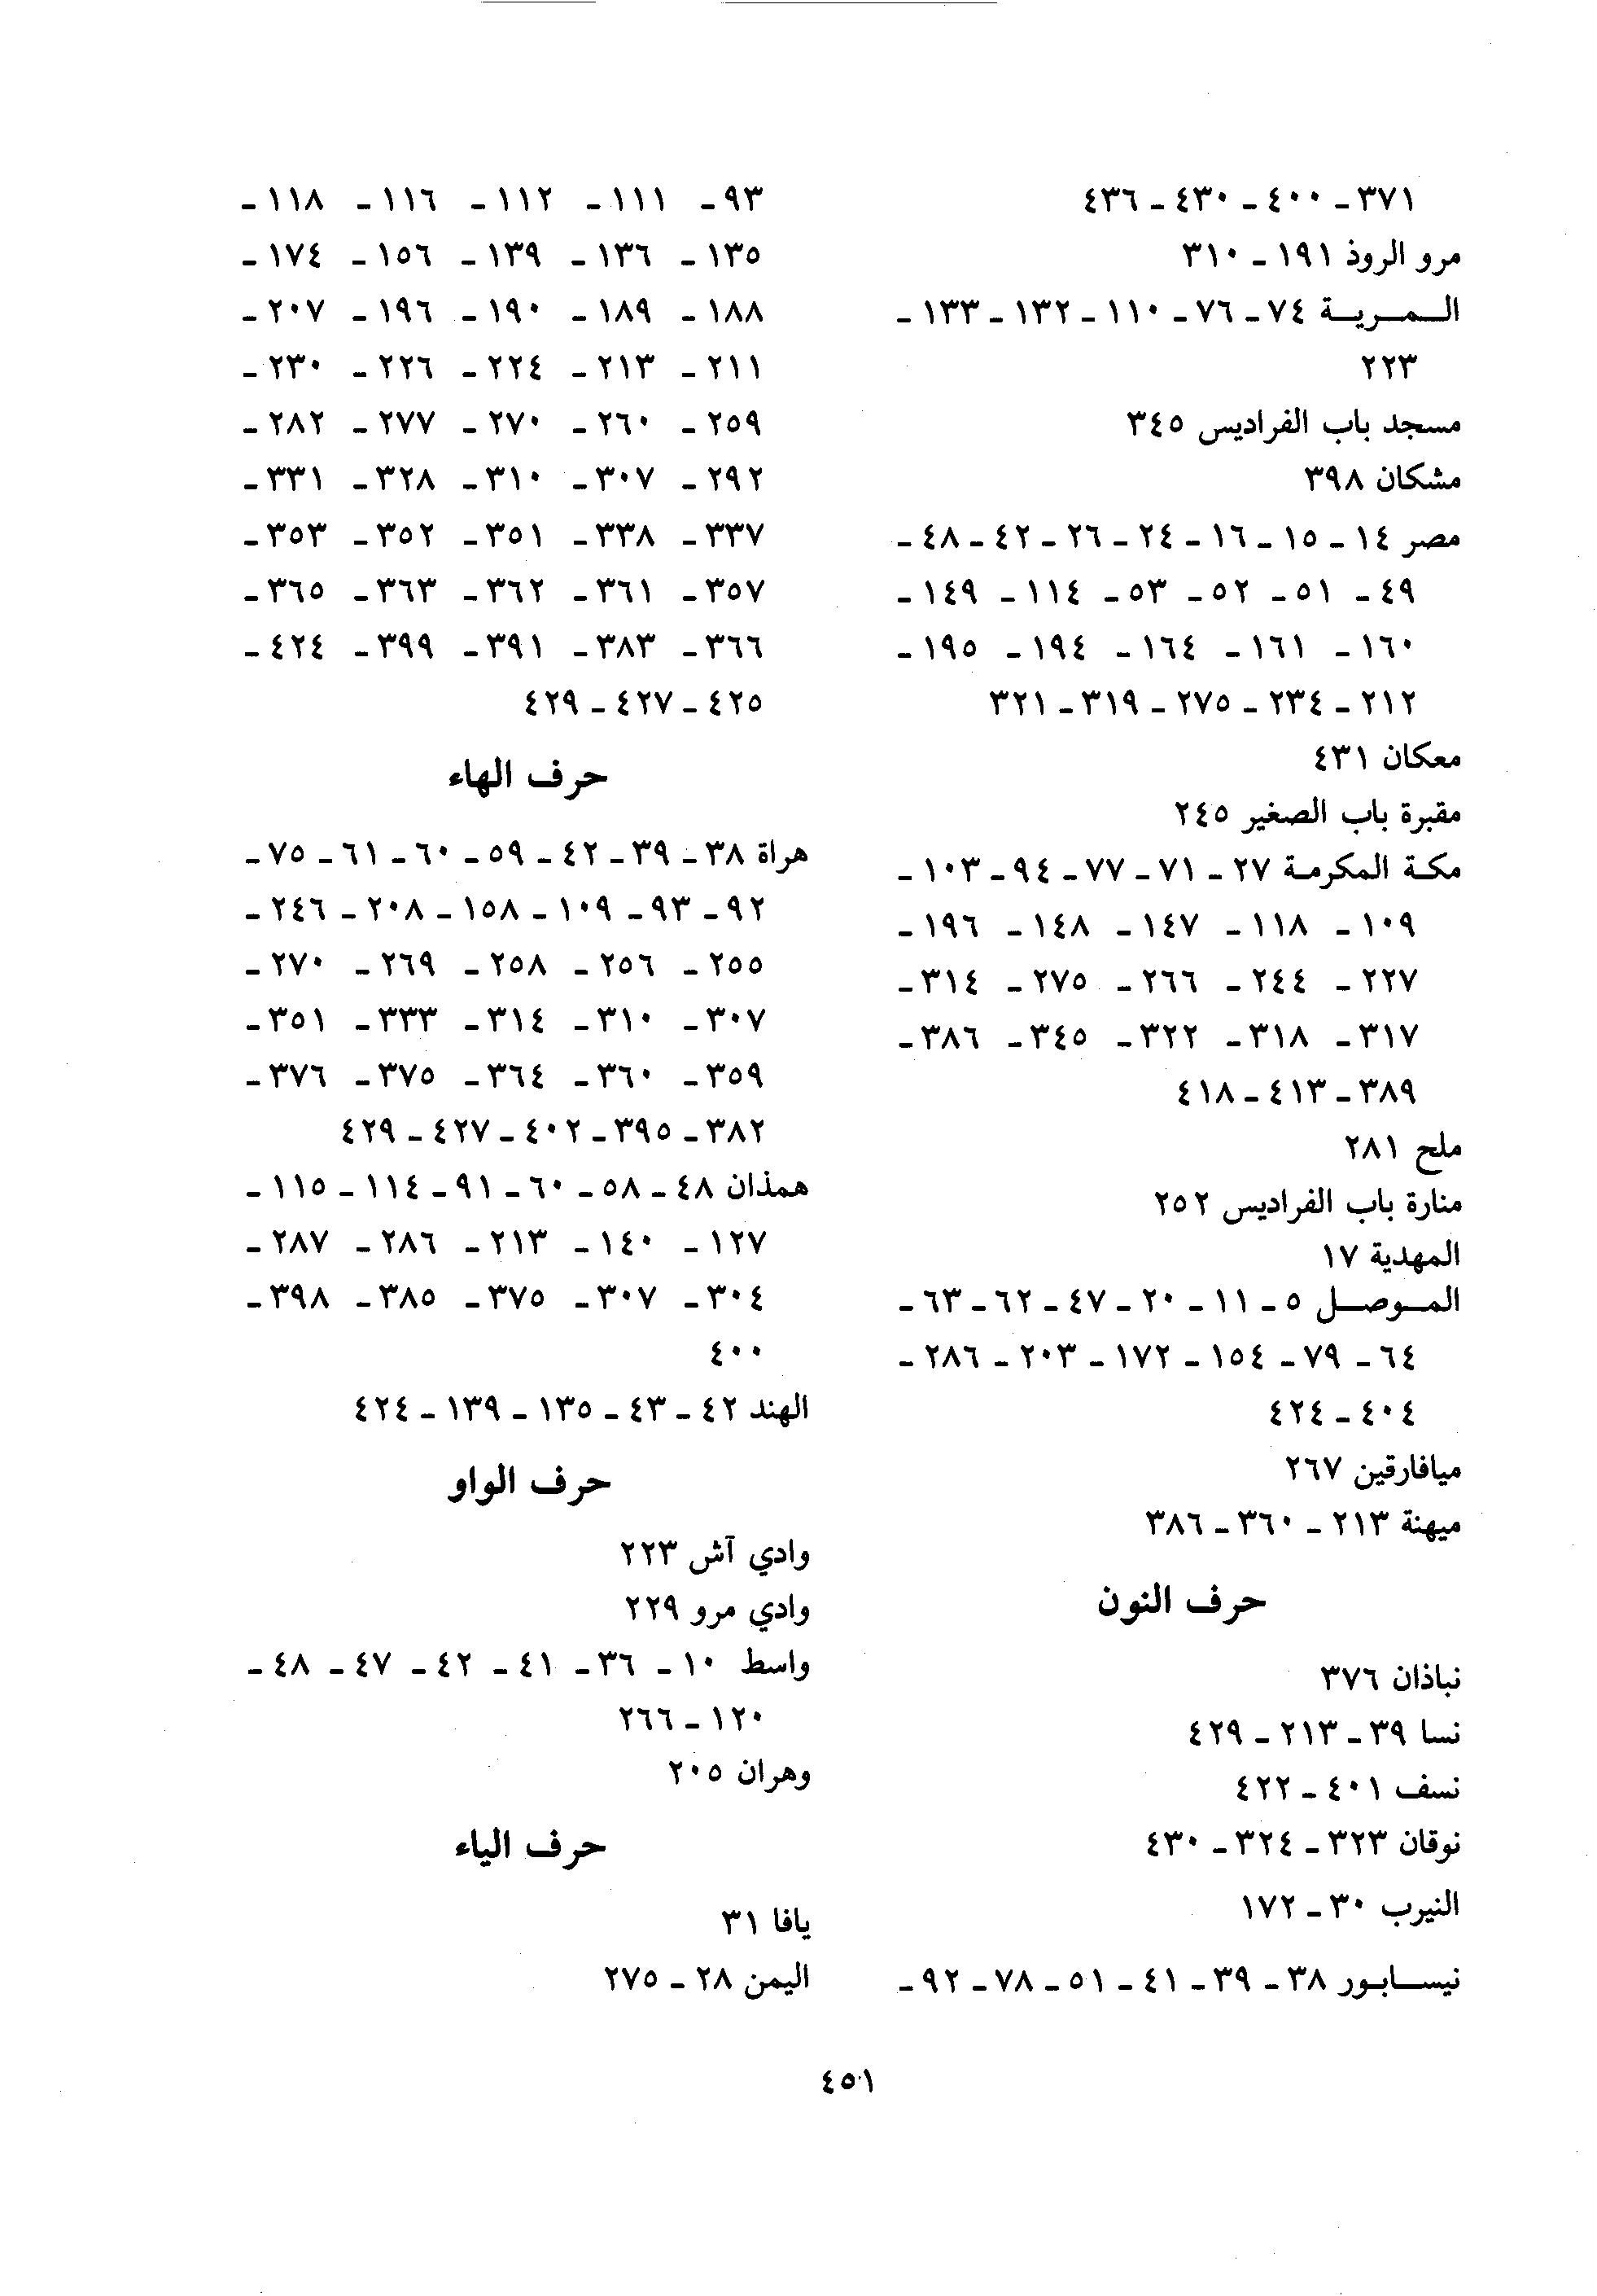 ٣٧١ - ٤٠٠ - ٤٣٠ - ٤٣٦
مرو الروذ ١٩١ - ٣١٠
المرية ٧٤ - ٧٦ - ١١٠ - ١٣٢ - ١٣٣ -
٢٢٣
مسجد باب الفراديس ٣٤٥
مشكان ٣٩٨
مصر ١٤ - ١٥ - ١٦ - ٢٤ - ٢٦ - ٤٢ - ٤٨ -
٤٩ - ٥١ - ٥٢ - ٥٣ - ١١٤ - ١٤٩ -
١٦٠ - ١٦١ - ١٦٤ - ١٩٤ - ١٩٥ -
٢١٢ - ٢٣٤ - ٢٧٥ - ٣١٩ - ٣٢١
معكان ٤٣١
مقبرة باب الصغير ٢٤٥
مكة المكرمة ٢٧ - ٧١ - ٧٧ - ٩٤ - ١٠٣ -
١٠٩ - ١١٨ - ١٤٧ - ١٤٨ - ١٩٦ -
٢٢٧ - ٢٤٤ - ٢٦٦ - ٢٧٥ - ٣١٤ -
٣١٧ - ٣١٨ - ٣٢٢ - ٣٤٥ - ٣٨٦ -
٣٨٩ - ٤١٣ - ٤١٨
ملح ٢٨١
منارة باب الفراديس ٢٥٢
المهدية ١٧
الموصل ٥ - ١١ - ٢٠ - ٤٧ - ٦٢ - ٦٣ -
٦٤ - ٧٩ - ١٥٤ - ١٧٢ - ٢٠٣ - ٢٨٦ -
٤٠٤ - ٤٢٤
ميافارقين ٢٦٧
ميهنة ٢١٣ - ٣٦٠ - ٣٨٦
حرف النون
نباذان ٣٧٦
نسا ٣٩ - ٢١٣ - ٤٢٩
نسف ٤٠١ - ٤٢٢
نوقان ٣٢٣ - ٣٢٤ - ٤٣٠
النيرب ٣٠ - ١٧٢
نيسابور ٣٨ - ٣٩ - ٤١ - ٥١ - ٧٨ - ٩٢ -
٩٣ - ١١١ - ١١٢ - ١١٦ - ١١٨ -
١٣٥ - ١٣٦ - ١٣٩ - ١٥٦ - ١٧٤ -
١٨٨ - ١٨٩ - ١٩٠ - ١٩٦ - ٢٠٧ -
٢١١ - ٢١٣ - ٢٢٤ - ٢٢٦ - ٢٣٠ -
٢٥٩ - ٢٦٠ - ٢٧٠ - ٢٧٧ - ٢٨٢ -
٢٩٢ - ٣٠٧ - ٣١٠ - ٣٢٨ - ٣٣١ -
٣٣٧ - ٣٣٨ - ٣٥١ - ٣٥٢ - ٣٥٣ -
٣٥٧ - ٣٦١ - ٣٦٢ - ٣٦٣ - ٣٦٥ -
٣٦٦ - ٣٨٣ - ٣٩١ - ٣٩٩ - ٤٢٤ -
٤٢٥ - ٤٢٧ - ٤٢٩
حرف الهاء
هراة ٣٨ - ٣٩ - ٤٢ - ٥٩ - ٦٠ - ٦١ - ٧٥ -
٩٢ - ٩٣ - ١٠٩ - ١٥٨ - ٢٠٨ - ٢٤٦ -
٢٥٥ - ٢٥٦ - ٢٥٨ - ٢٦٩ - ٢٧٠ -
٣٠٧ - ٣١٠ - ٣١٤ - ٣٣٣ - ٣٥١ -
٣٥٩ - ٣٦٠ - ٣٦٤ - ٣٧٥ - ٣٧٦ -
٣٨٢ - ٣٩٥ - ٤٠٢ - ٤٢٧ - ٤٢٩
همذان ٤٨ - ٥٨ - ٦٠ - ٩١ - ١١٤ - ١١٥ -
١٢٧ - ١٤٠ - ٢١٣ - ٢٨٦ - ٢٨٧ -
٣٠٤ - ٣٠٧ - ٣٧٥ - ٣٨٥ - ٣٩٨ -
٤٠٠
الهند ٤٢ - ٤٣ - ١٣٥ - ١٣٩ - ٤٢٤
حرف الواو
وادي آش ٢٢٣
وادي مرو ٢٢٩
واسط ١٠ - ٣٦ - ٤١ - ٤٢ - ٤٧ - ٤٨ -
١٢٠ - ٢٦٦
وهران ٢٠٥
حرف الياء
يافا ٣١
اليمن ٢٨ - ٢٧٥
٤٥١